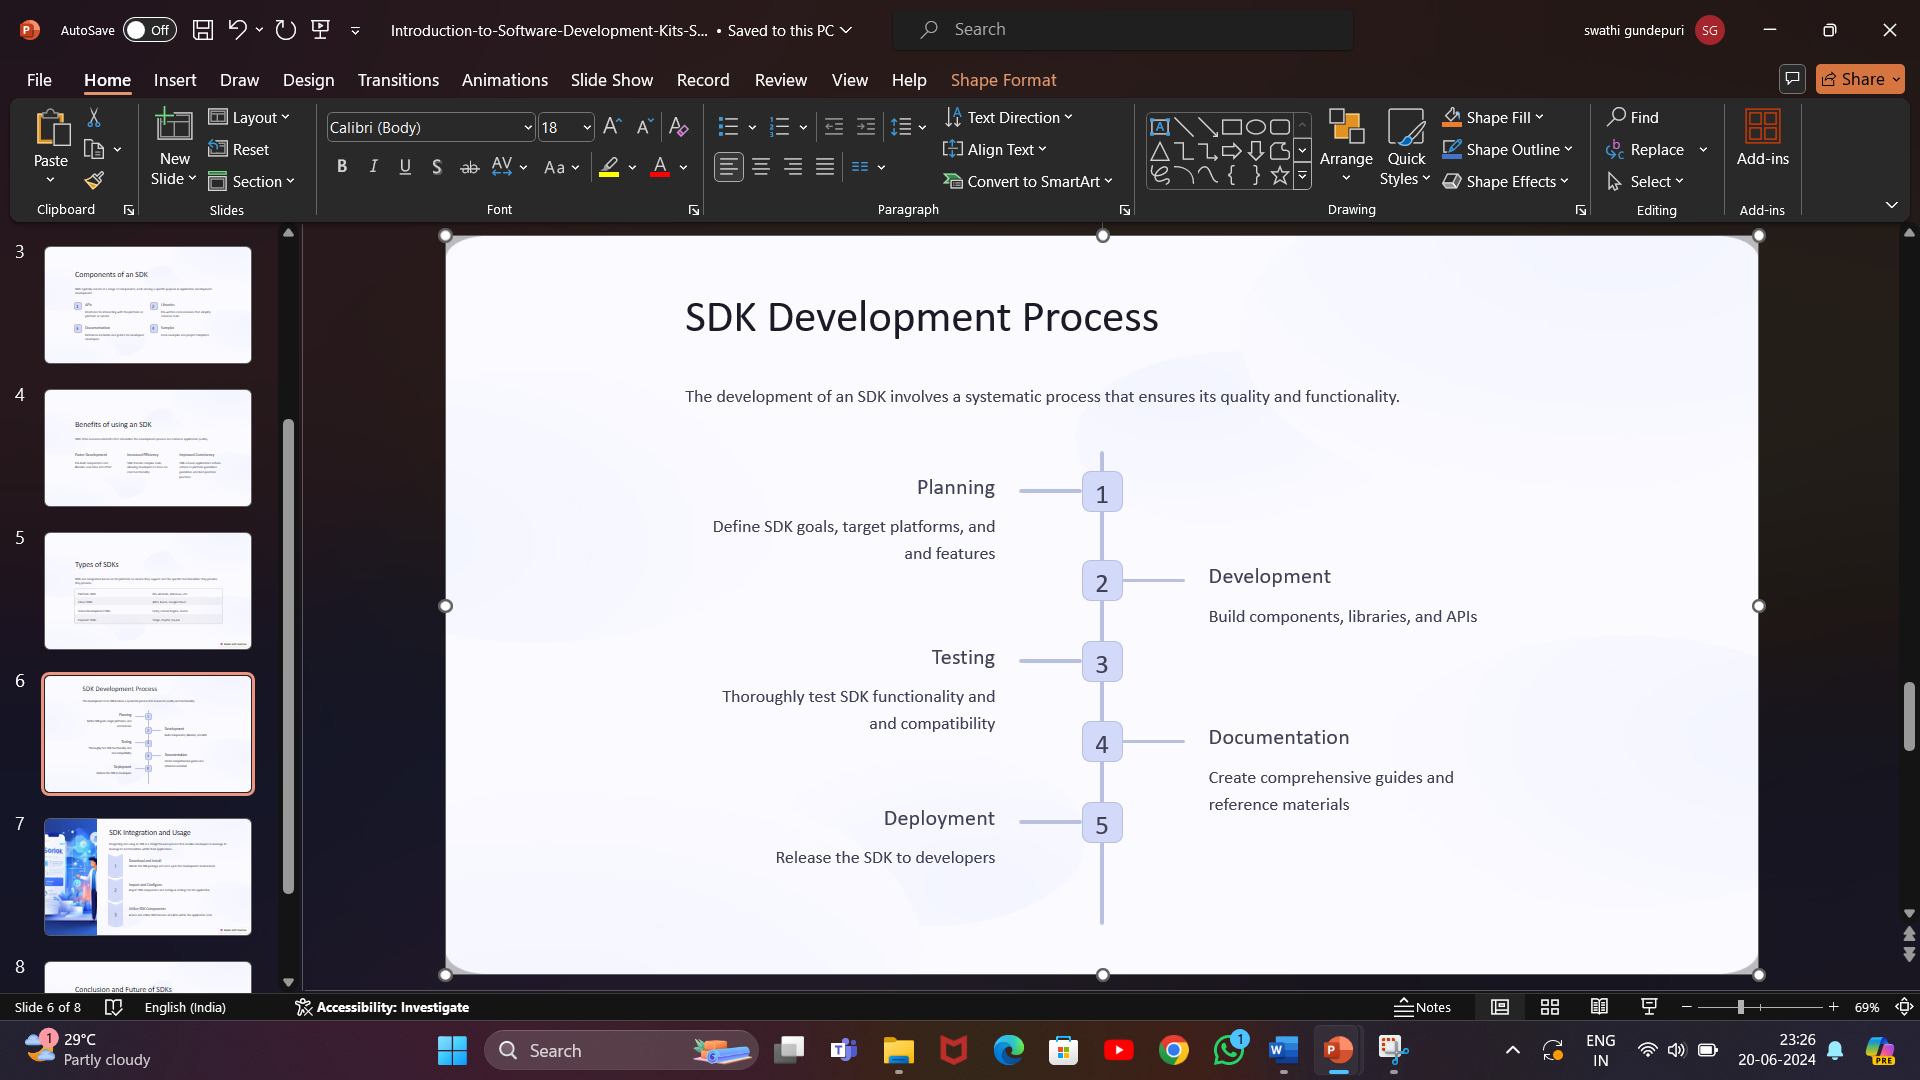 AutoSave
Off
Introduction-to-Software-Development-Kits-S... • Saved to this PC
Search
swathi gundepuri
SG
File
Home
Insert
Draw
Design
Transitions
Animations
Slide Show
Record
Review
View
Help
Shape Format
Share
Paste
Clipboard
New
Slide
Layout
Reset
Section
Slides
Calibri (Body)
18
Font
Paragraph
Text Direction
Align Text
Convert to SmartArt
Arrange
Quick
Styles
Shape Fill
Shape Outline
Shape Effects
Drawing
Find
Replace
Select
Editing
Add-ins
Add-ins
3
Components of an SDK
4
Benefits of using an SDK
5
Types of SDKs
6
SDK Development Process
7
SDK Integration and Usage
8
Conclusion and Future of SDKs
SDK Development Process
The development of an SDK involves a systematic process that ensures its quality and functionality.
1
Planning
Define SDK goals, target platforms, and
and features
2
Development
Build components, libraries, and APIs
3
Testing
Thoroughly test SDK functionality and
and compatibility
4
Documentation
Create comprehensive guides and
reference materials
5
Deployment
Release the SDK to developers
Slide 6 of 8
English (India)
Accessibility: Investigate
Notes
69%
1
29°C
Partly cloudy
Search
1
ENG
IN
23:26
20-06-2024
PRE